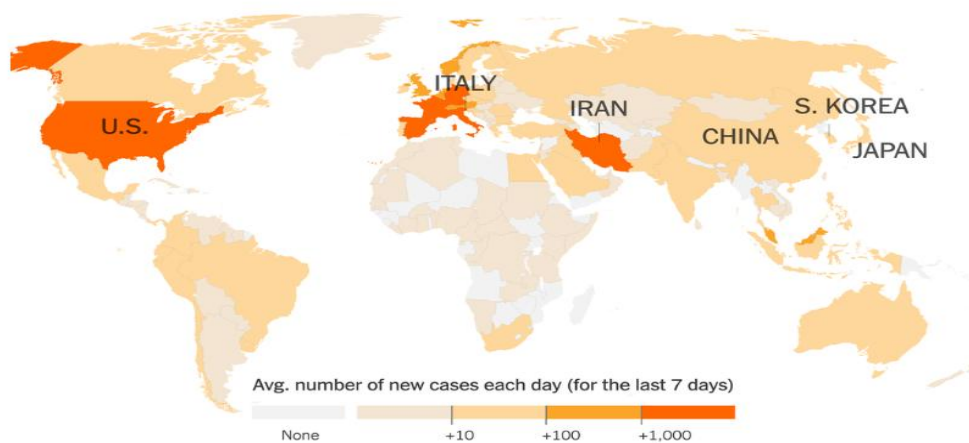 ITALY
IRAN
S. KOREA
U.S.
CHINA
JAPAN
Avg. number of new cases each day (for the last 7 days)
None +10 +100 +1,000